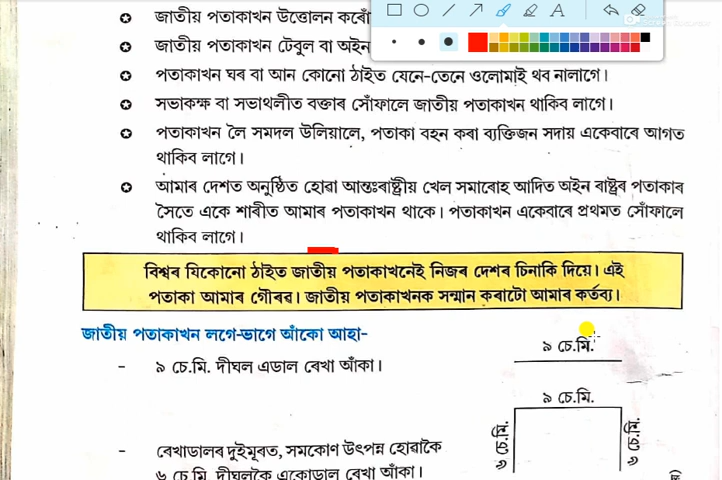 জাতীয় পতাকাখন উত্তোলন কৰোঁ
জাতীয় পতাকাখন টেবুল বা অইন
পতাকাখন ঘৰ বা আন কোনো ঠাইত যেনে-তেনে ওলোমাই থব নালাগে।
সভাকক্ষ বা সভাথলীত বক্তাৰ সোঁফালে জাতীয় পতাকাখন থাকিব লাগে।
পতাকাখন লৈ সমদল উলিয়ালে, পতাকা বহন কৰা ব্যক্তিজন সদায় একেবাৰে আগত
থাকিব লাগে।
আমাৰ দেশত অনুষ্ঠিত হোৱা আন্তঃৰাষ্ট্ৰীয় খেল সমাৰোহ আদিত অইন ৰাষ্ট্ৰৰ পতাকাৰ
সৈতে একে শাৰীত আমাৰ পতাকাখন থাকে। পতাকাখন একেবাৰে প্ৰথমত সোঁফালে
থাকিব লাগে।
বিশ্বৰ যিকোনো ঠাইত জাতীয় পতাকাখনেই নিজৰ দেশৰ চিনাকি দিয়ে। এই
পতাকা আমাৰ গৌৰৱ। জাতীয় পতাকাখনক সন্মান কৰাটো আমাৰ কৰ্তব্য।
জাতীয় পতাকাখন লগে-ভাগে আঁকো আহা-
৯ চে.মি.
- ৯ চে.মি. দীঘল এডাল ৰেখা আঁকা।
৯ চে.মি.
৬ চে.মি.
৬ চে.মি.
- ৰেখাডালৰ দুইমূৰত, সমকোণ উৎপন্ন হোৱাকৈ
৬ চে.মি. দীঘলকৈ একোডাল ৰেখা আঁকা।